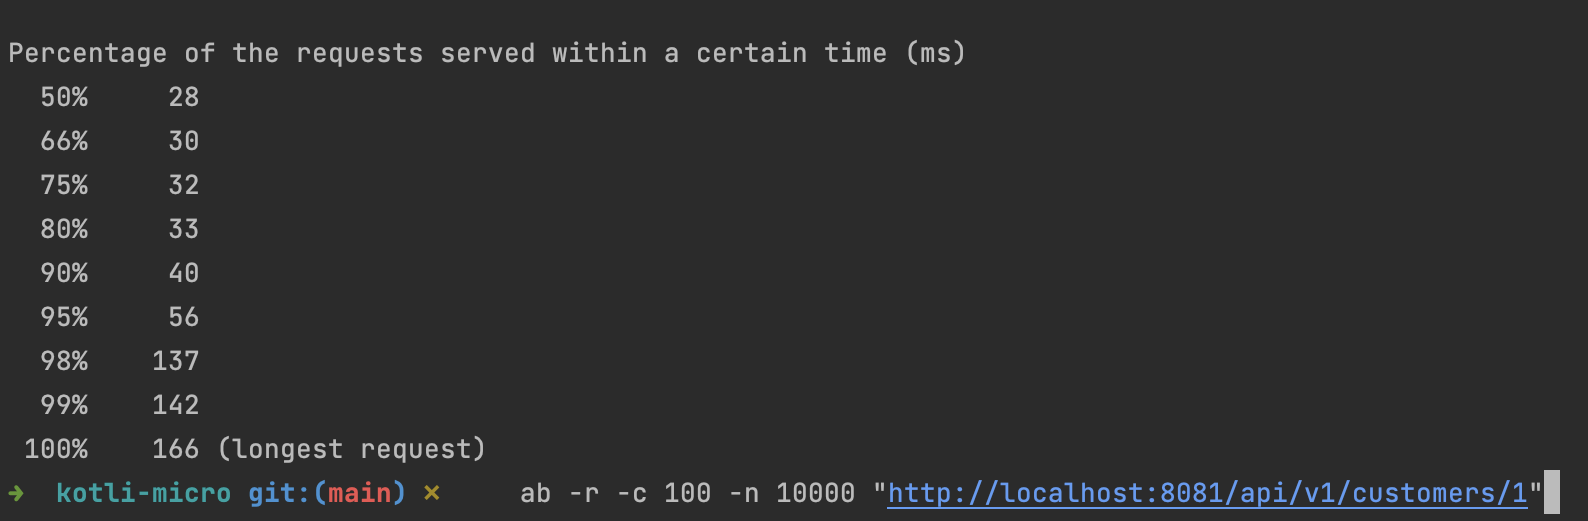 Percentage of the requests served within a certain time (ms)
50% 28
66% 30
75% 32
80% 33
90% 40
95% 56
98% 137
99% 142
100% 166 (longest request)
➜ kotli-micro git:(main) ✗ ab -r -c 100 -n 10000 "http://localhost:8081/api/v1/customers/1"